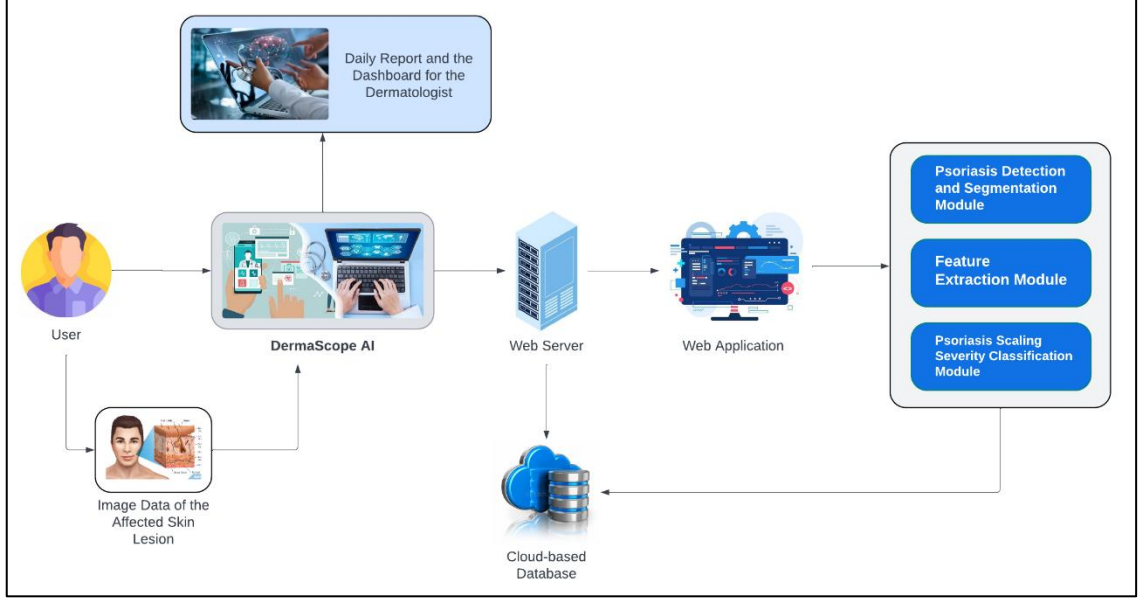 Daily Report and the
Dashboard for the
Dermatologist
Psoriasis Detection
and Segmentation
Module
Feature
Extraction Module
Psoriasis Scaling
Severity Classification
Module
User
DermaScope AI
Web Server
Web Application
Image Data of the
Affected Skin
Lesion
Cloud-based
Database